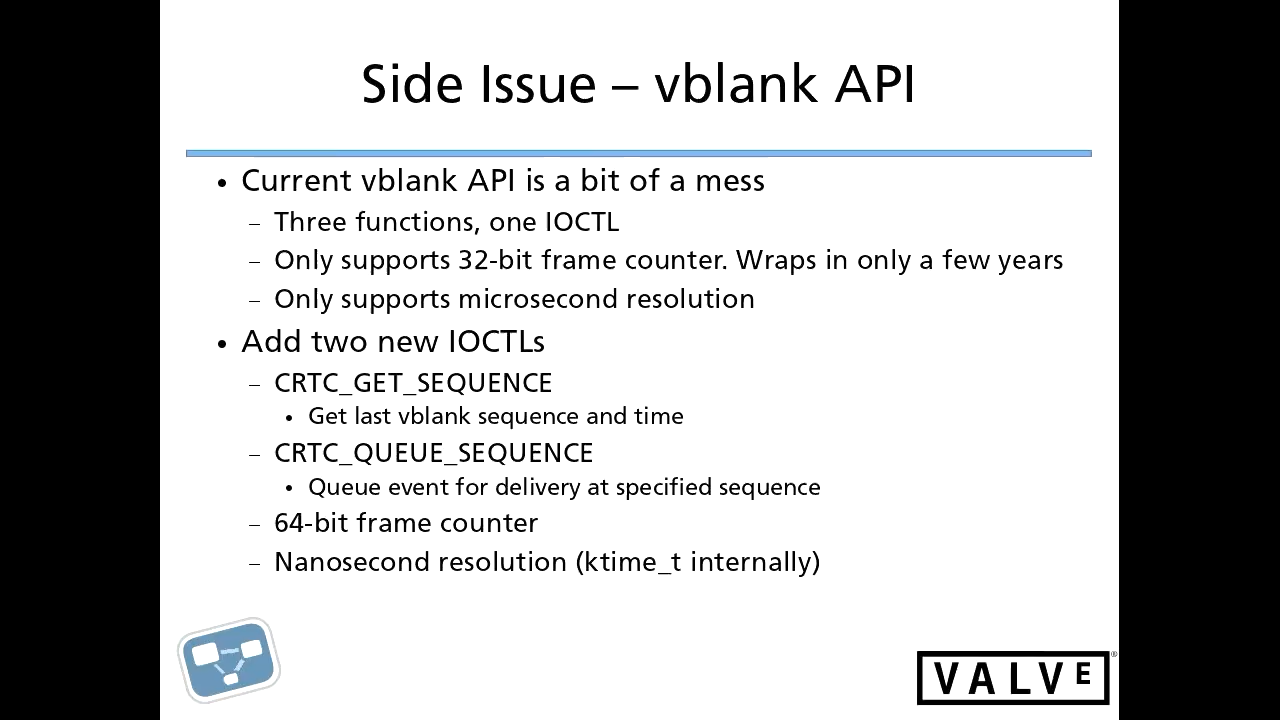 Side Issue – vblank API
• Current vblank API is a bit of a mess
– Three functions, one IOCTL
– Only supports 32-bit frame counter. Wraps in only a few years
– Only supports microsecond resolution
• Add two new IOCTLs
– CRTC_GET_SEQUENCE
• Get last vblank sequence and time
– CRTC_QUEUE_SEQUENCE
• Queue event for delivery at specified sequence
– 64-bit frame counter
– Nanosecond resolution (ktime_t internally)
VALVE®